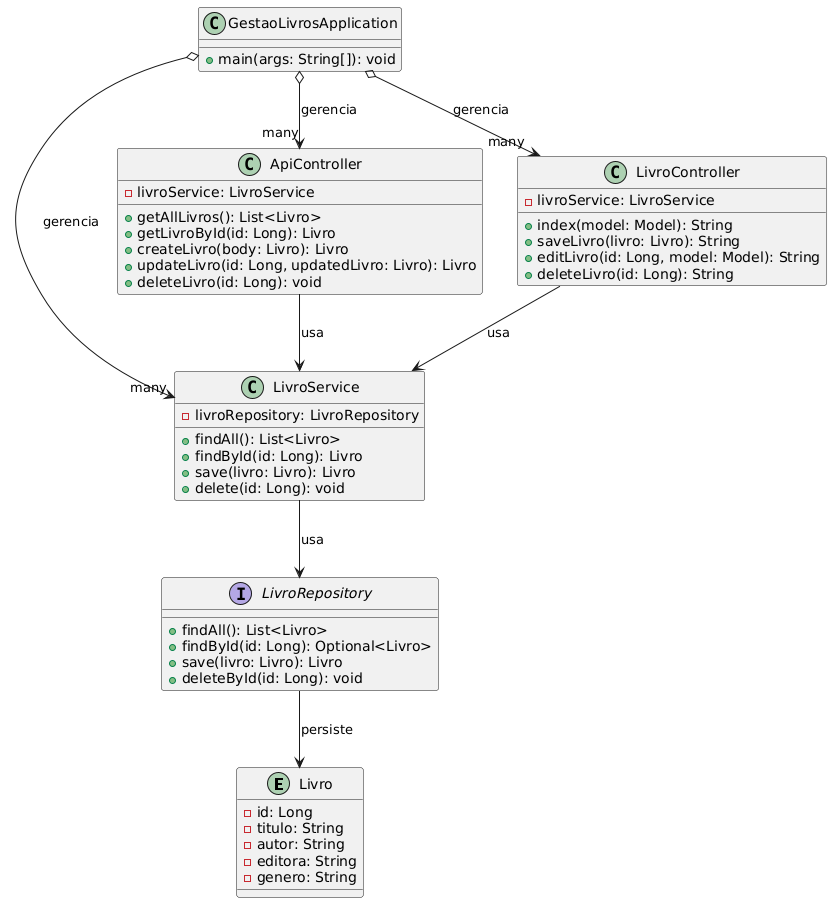 C GestaoLivrosApplication
main(args: String[]): void
gerencia
many
gerencia
many
gerencia
many
C ApiController
livroService: LivroService
getAllLivros(): List<Livro>
getLivroById(id: Long): Livro
createLivro(body: Livro): Livro
updateLivro(id: Long, updatedLivro: Livro): Livro
deleteLivro(id: Long): void
C LivroController
livroService: LivroService
index(model: Model): String
saveLivro(livro: Livro): String
editLivro(id: Long, model: Model): String
deleteLivro(id: Long): String
usa
usa
C LivroService
livroRepository: LivroRepository
findAll(): List<Livro>
findById(id: Long): Livro
save(livro: Livro): Livro
delete(id: Long): void
usa
I LivroRepository
findAll(): List<Livro>
findById(id: Long): Optional<Livro>
save(livro: Livro): Livro
deleteById(id: Long): void
persiste
E Livro
id: Long
titulo: String
autor: String
editora: String
genero: String